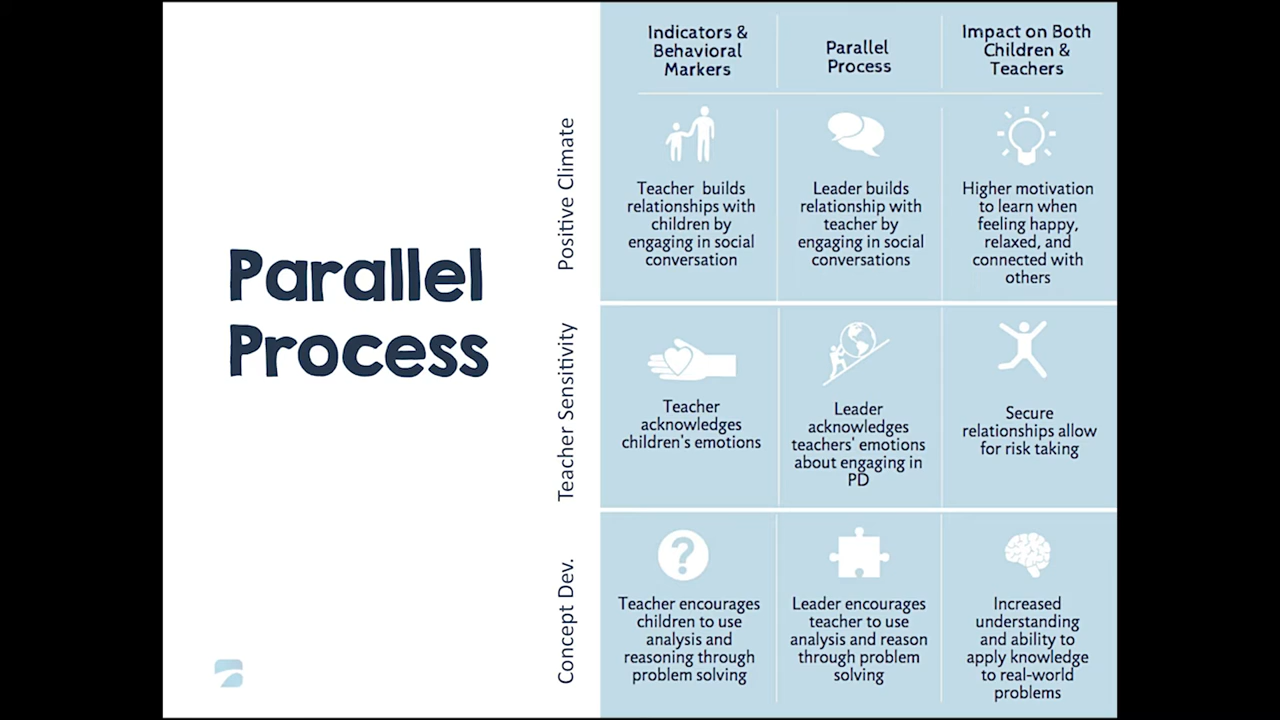 Parallel
Process
Indicators &
Behavioral
Markers
Parallel
Process
Impact on Both
Children &
Teachers
Positive Climate
Teacher builds
relationships with
children by
engaging in social
conversation
Leader builds
relationship with
teacher by
engaging in social
conversations
Higher motivation
to learn when
feeling happy,
relaxed, and
connected with
others
Teacher Sensitivity
Teacher
acknowledges
children's emotions
Leader
acknowledges
teachers' emotions
about engaging in
PD
Secure
relationships allow
for risk taking
Concept Dev.
Teacher encourages
children to use
analysis and
reasoning through
problem solving
Leader encourages
teacher to use
analysis and reason
through problem
solving
Increased
understanding
and ability to
apply knowledge
to real-world
problems